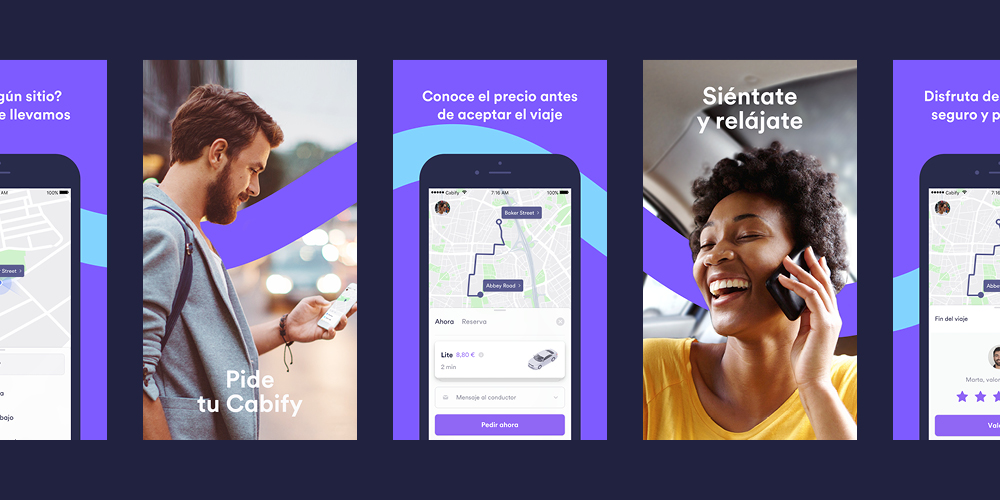 gún sitio?
e llevamos
AM
100%
Street >
bajo
Pide
tu Cabify
Conoce el precio antes
de aceptar el viaje
Cabify
7:16 AM
100%
Baker Street >
Abbey Road >
Ahora Reserva
Lite 8,80 €
2 min
Mensaje al conductor
Pedir ahora
Siéntate
y relájate
Disfruta de
seguro y p
Cabify
7:16
Abbe
Fin del viaje
Marta, valor
Valo